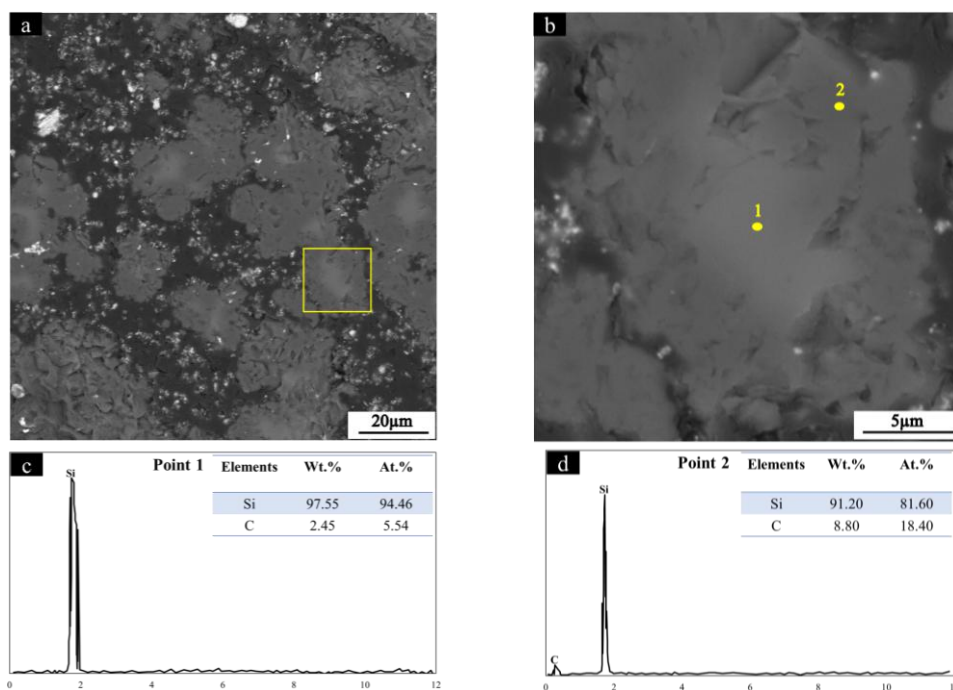 a
20μm
b
2
1
5μm
c
Point 1
Elements Wt.% At.%
Si 97.55 94.46
C 2.45 5.54
Si
0 2 4 6 8 10 12
d
Point 2
Elements Wt.% At.%
Si 91.20 81.60
C 8.80 18.40
Si
C
0 2 4 6 8 10